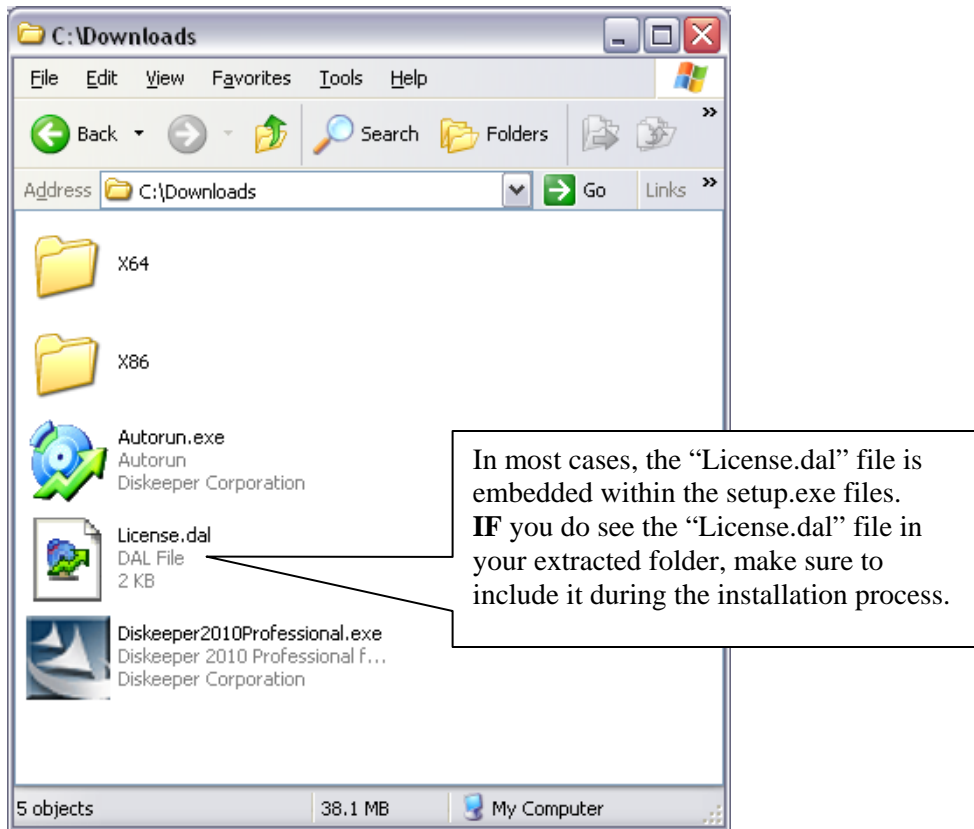 C:\Downloads
File Edit View Favorites Tools Help
Back Search Folders »
Address C:\Downloads Go Links »
X64
X86
Autorun.exe
Autorun
Diskeeper Corporation
License.dal
DAL File
2 KB
Diskeeper2010Professional.exe
Diskeeper 2010 Professional f...
Diskeeper Corporation
In most cases, the “License.dal” file is
embedded within the setup.exe files.
IF you do see the “License.dal” file in
your extracted folder, make sure to
include it during the installation process.
5 objects 38.1 MB My Computer